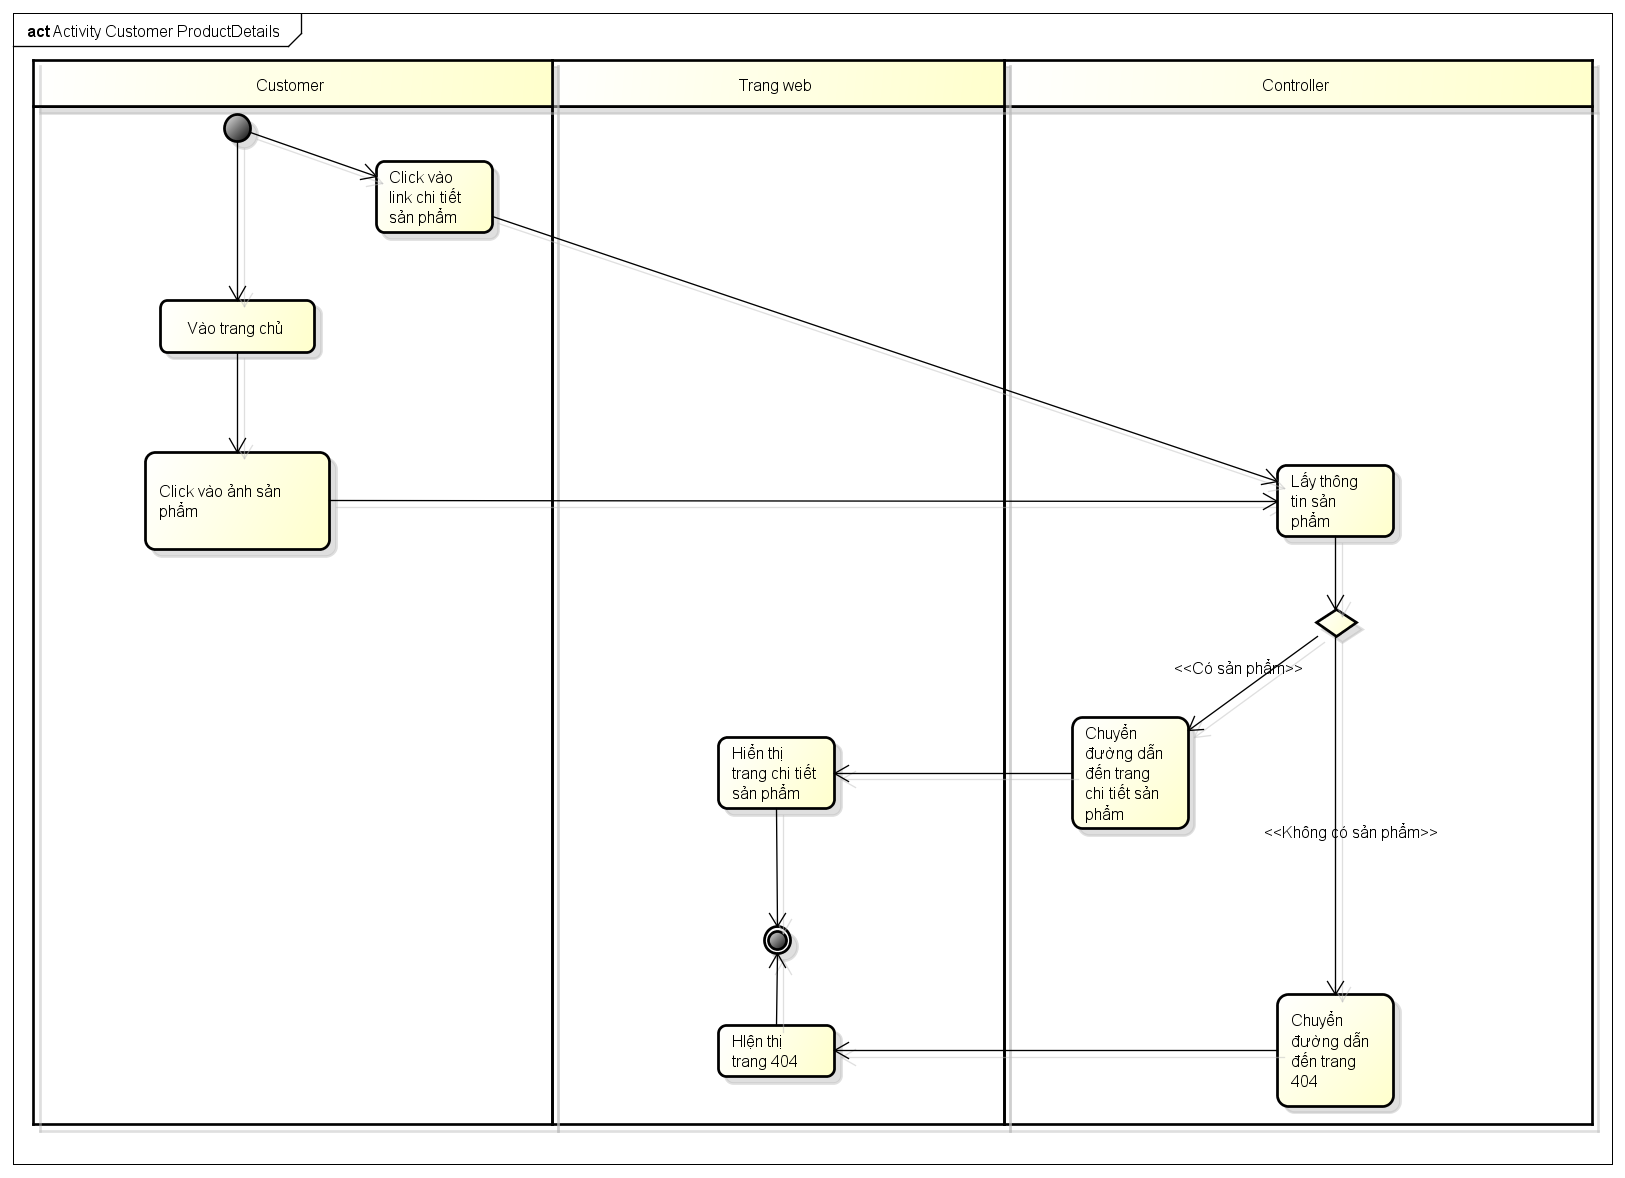 act Activity Customer ProductDetails
Customer
Trang web
Controller
Click vào
link chi tiết
sản phẩm
Vào trang chủ
Click vào ảnh sản
phẩm
Lấy thông
tin sản
phẩm
<<Có sản phẩm>>
Chuyển
đường dẫn
đến trang
chi tiết sản
phẩm
Hiển thị
trang chi tiết
sản phẩm
<<Không có sản phẩm>>
Chuyển
đường dẫn
đến trang
404
HIện thị
trang 404